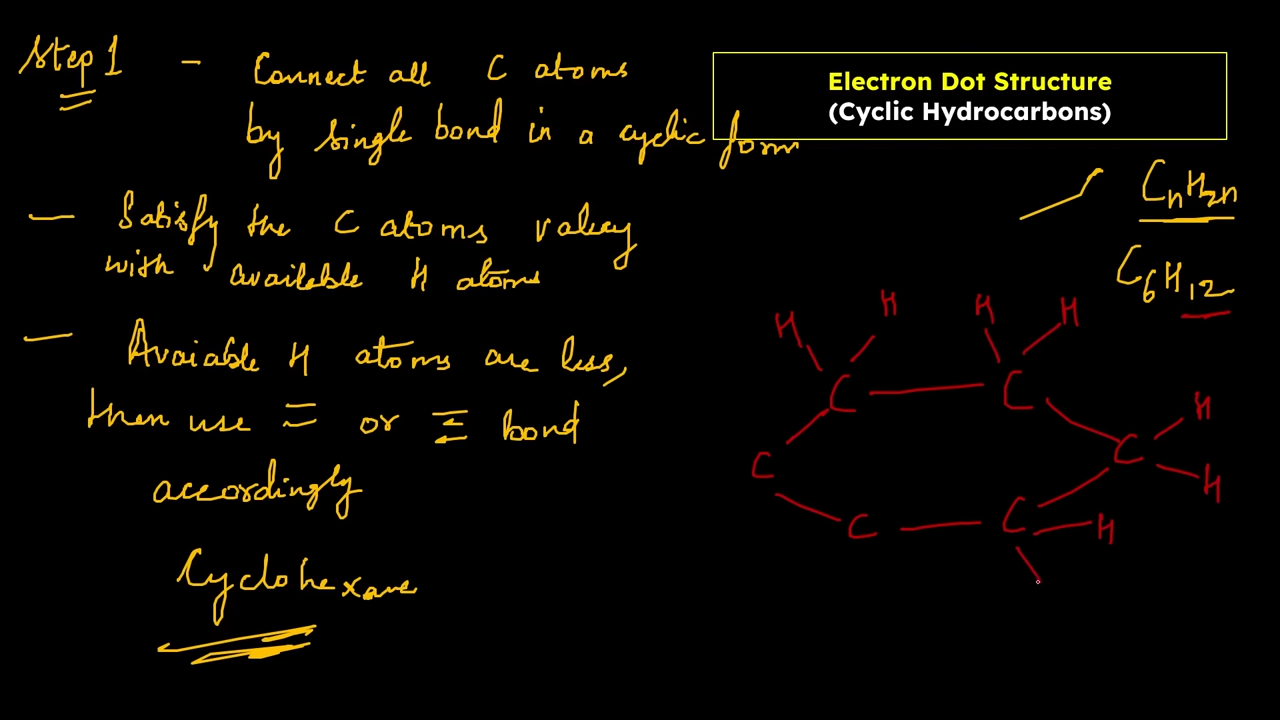 Step 1 - Connect all C atoms
by single bond in a cyclic form
Electron Dot Structure
(Cyclic Hydrocarbons)
CnH2n
C6H12
- Satisfy the C atoms valency
with available H atoms
- Avaiable H atoms are less,
then use = or ≡ bond
accordingly
Cyclohexane
H H H H
C C
H
C C
H
C C H